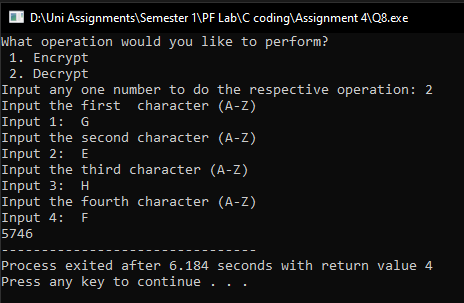 D:\Uni Assignments\Semester 1\PF Lab\C coding\Assignment 4\Q8.exe
What operation would you like to perform?
 1. Encrypt
 2. Decrypt
Input any one number to do the respective operation: 2
Input the first  character (A-Z)
Input 1:  G
Input the second character (A-Z)
Input 2:  E
Input the third character (A-Z)
Input 3:  H
Input the fourth character (A-Z)
Input 4:  F
5746
--------------------------------
Process exited after 6.184 seconds with return value 4
Press any key to continue . . .